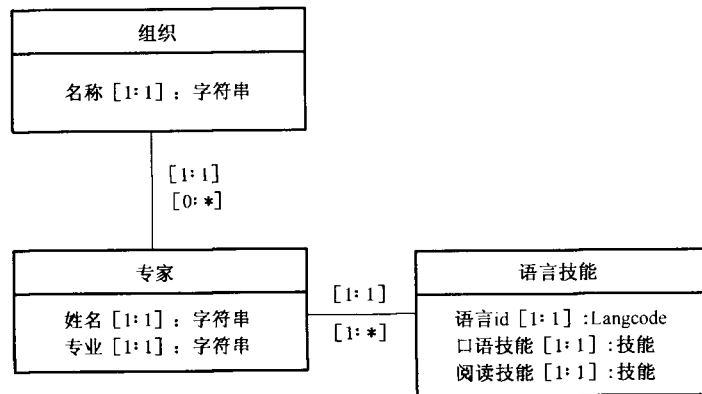 组织
名称［1:1］：字符串
［1:1］
［0:*］
专家
姓名［1:1］：字符串
专业［1:1］：字符串
［1:1］
［1:*］
语言技能
语言id［1:1］:Langcode
口语技能［1:1］:技能
阅读技能［1:1］:技能